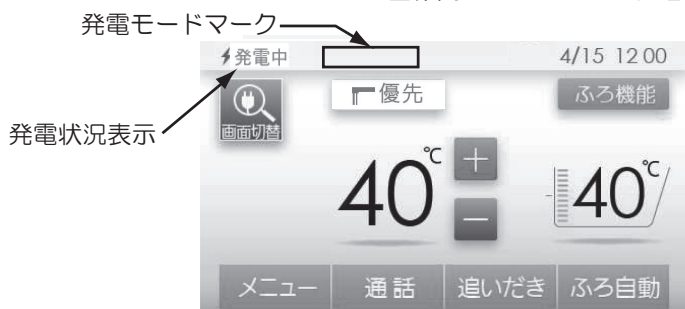 発電モードマーク
発電中
4/15 12 00
優先
ふろ機能
画面切替
発電状況表示
40℃
+
40℃
−
メニュー 通話 追いだき ふろ自動